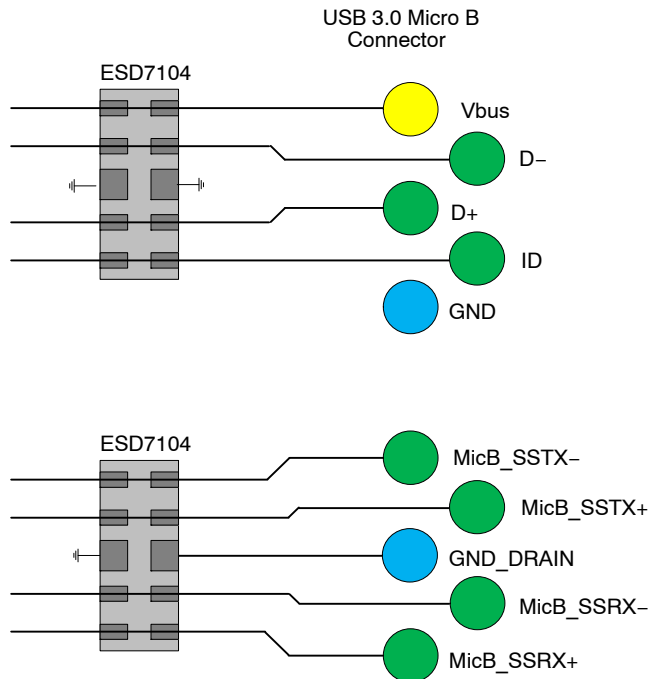 USB 3.0 Micro B
Connector
ESD7104
Vbus
D−
D+
ID
GND
ESD7104
MicB_SSTX−
MicB_SSTX+
GND_DRAIN
MicB_SSRX−
MicB_SSRX+